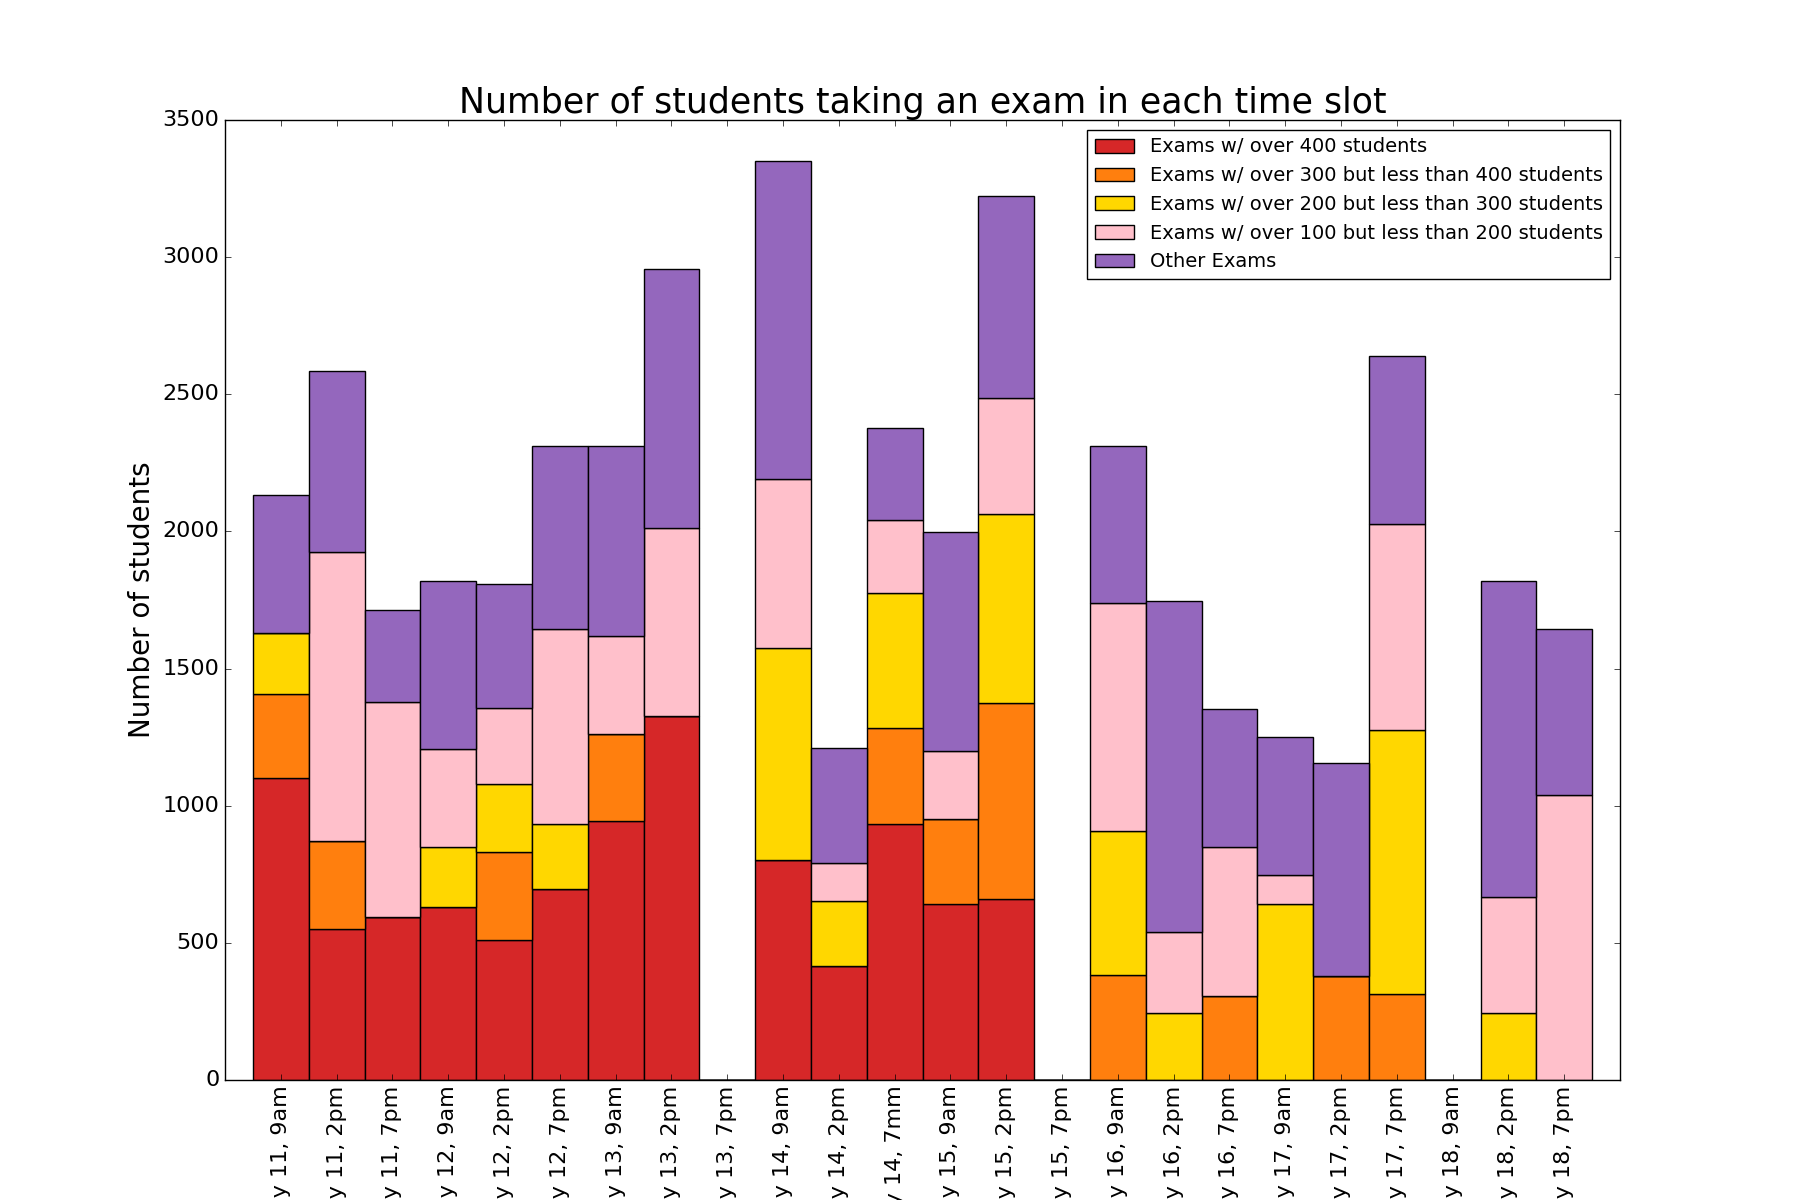 Number of students taking an exam in each time slot
3500
3000
2500
2000
1500
1000
500
0
Number of students
Exams w/ over 400 students
Exams w/ over 300 but less than 400 students
Exams w/ over 200 but less than 300 students
Exams w/ over 100 but less than 200 students
Other Exams
y 11, 9am
y 11, 2pm
y 11, 7pm
y 12, 9am
y 12, 2pm
y 12, 7pm
y 13, 9am
y 13, 2pm
y 13, 7pm
y 14, 9am
y 14, 2pm
y 14, 7mm
y 15, 9am
y 15, 2pm
y 15, 7pm
y 16, 9am
y 16, 2pm
y 16, 7pm
y 17, 9am
y 17, 2pm
y 17, 7pm
y 18, 9am
y 18, 2pm
y 18, 7pm